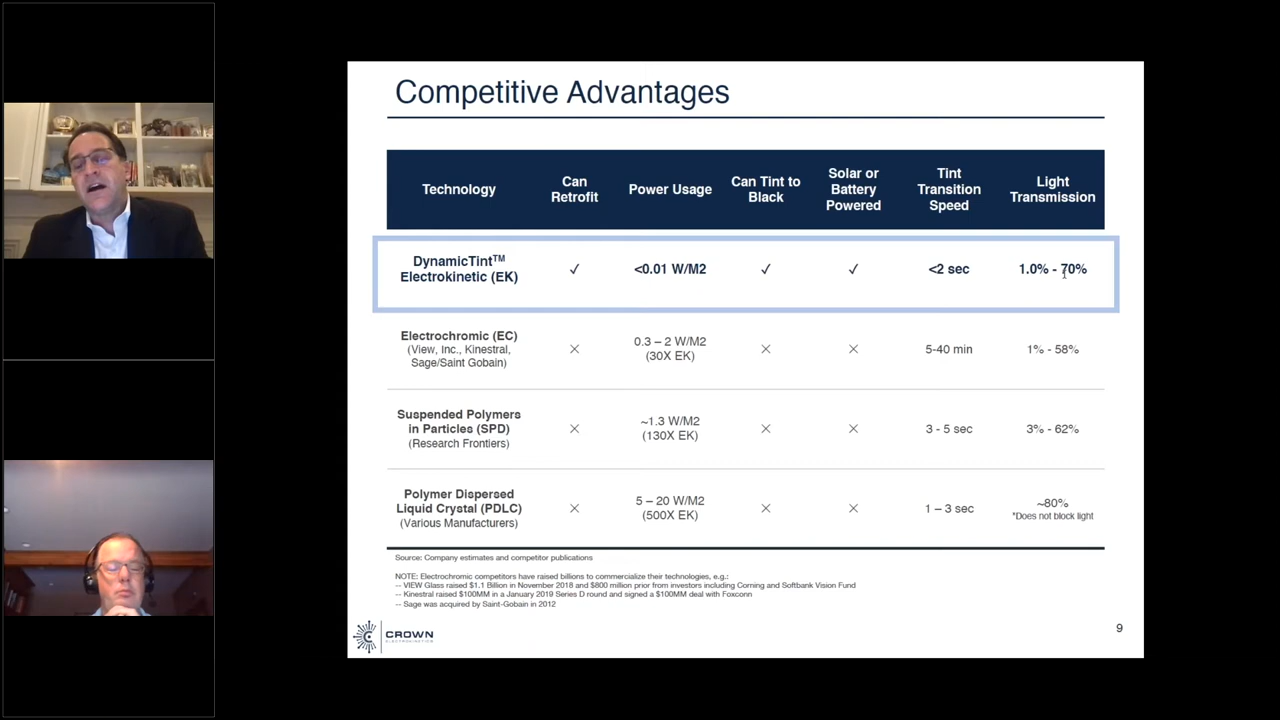 Competitive Advantages
Technology
Can
Retrofit
Power Usage
Can Tint to
Black
Solar or
Battery
Powered
Tint
Transition
Speed
Light
Transmission
DynamicTint™
Electrokinetic (EK)
✓
<0.01 W/M2
✓
✓
<2 sec
1.0% - 70%
Electrochromic (EC)
(View, Inc., Kinestral,
Sage/Saint Gobain)
×
0.3 – 2 W/M2
(30X EK)
×
×
5-40 min
1% - 58%
Suspended Polymers
in Particles (SPD)
(Research Frontiers)
×
~1.3 W/M2
(130X EK)
×
×
3 - 5 sec
3% - 62%
Polymer Dispersed
Liquid Crystal (PDLC)
(Various Manufacturers)
×
5 – 20 W/M2
(500X EK)
×
×
1 – 3 sec
~80%
*Does not block light
Source: Company estimates and competitor publications
NOTE: Electrochromic competitors have raised billions to commercialize their technologies, e.g.:
-- VIEW Glass raised $1.1 Billion in November 2018 and $800 million prior from investors including Corning and Softbank Vision Fund
-- Kinestral raised $100MM in a January 2019 Series D round and signed a $100MM deal with Foxconn
-- Sage was acquired by Saint-Gobain in 2012
CROWN
ELECTROKINETICS
9